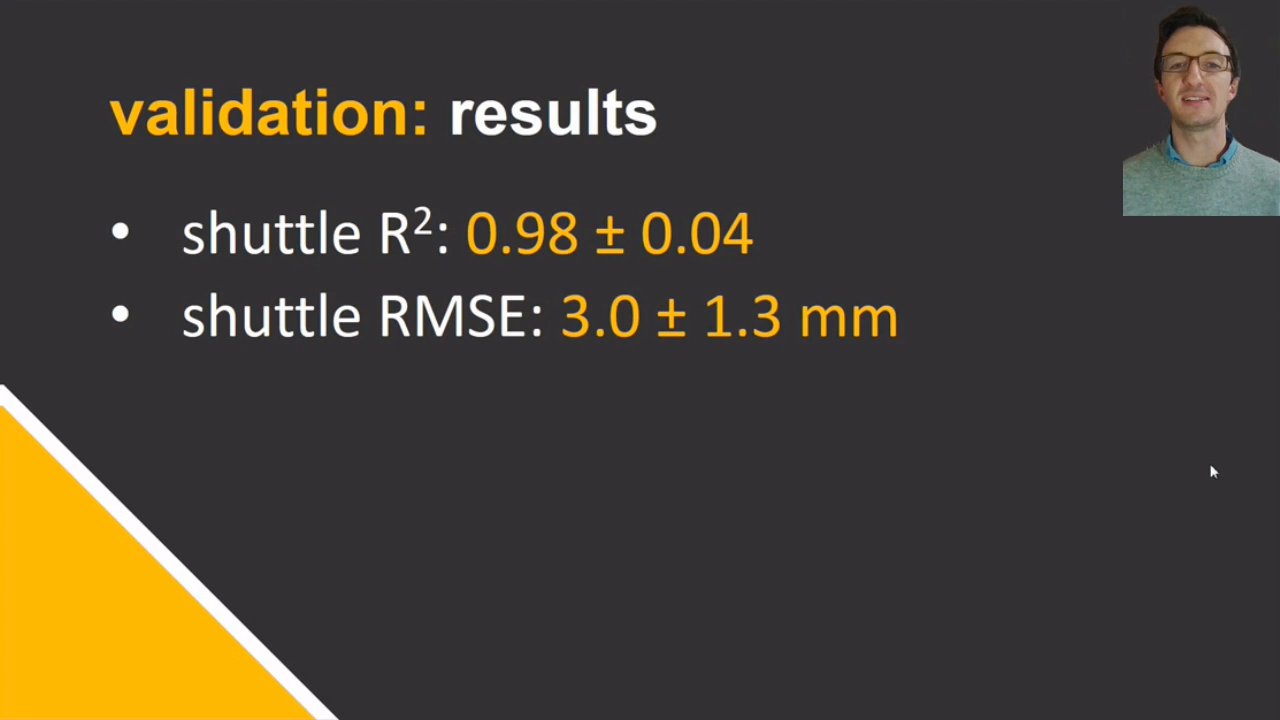 validation: results
• shuttle R²: 0.98 ± 0.04
• shuttle RMSE: 3.0 ± 1.3 mm